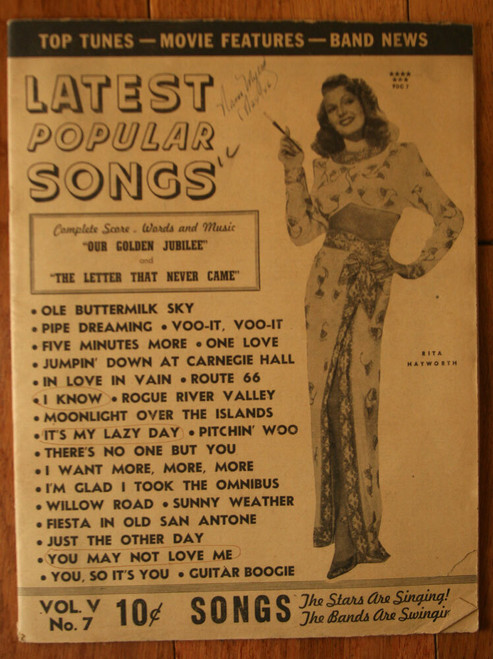 TOP TUNES — MOVIE FEATURES — BAND NEWS
LATEST
POPULAR
SONGS
Complete Score . Words and Music
"OUR GOLDEN JUBILEE"
and
"THE LETTER THAT NEVER CAME"
• OLE BUTTERMILK SKY
• PIPE DREAMING • VOO-IT, VOO-IT
• FIVE MINUTES MORE • ONE LOVE
• JUMPIN' DOWN AT CARNEGIE HALL
• IN LOVE IN VAIN • ROUTE 66
• I KNOW • ROGUE RIVER VALLEY
• MOONLIGHT OVER THE ISLANDS
• IT'S MY LAZY DAY • PITCHIN' WOO
• THERE'S NO ONE BUT YOU
• I WANT MORE, MORE, MORE
• I'M GLAD I TOOK THE OMNIBUS
• WILLOW ROAD • SUNNY WEATHER
• FIESTA IN OLD SAN ANTONE
• JUST THE OTHER DAY
• YOU MAY NOT LOVE ME
• YOU, SO IT'S YOU • GUITAR BOOGIE
RITA
HAYWORTH
VOL. V
No. 7
10¢ SONGS
The Stars Are Singing!
The Bands Are Swingin